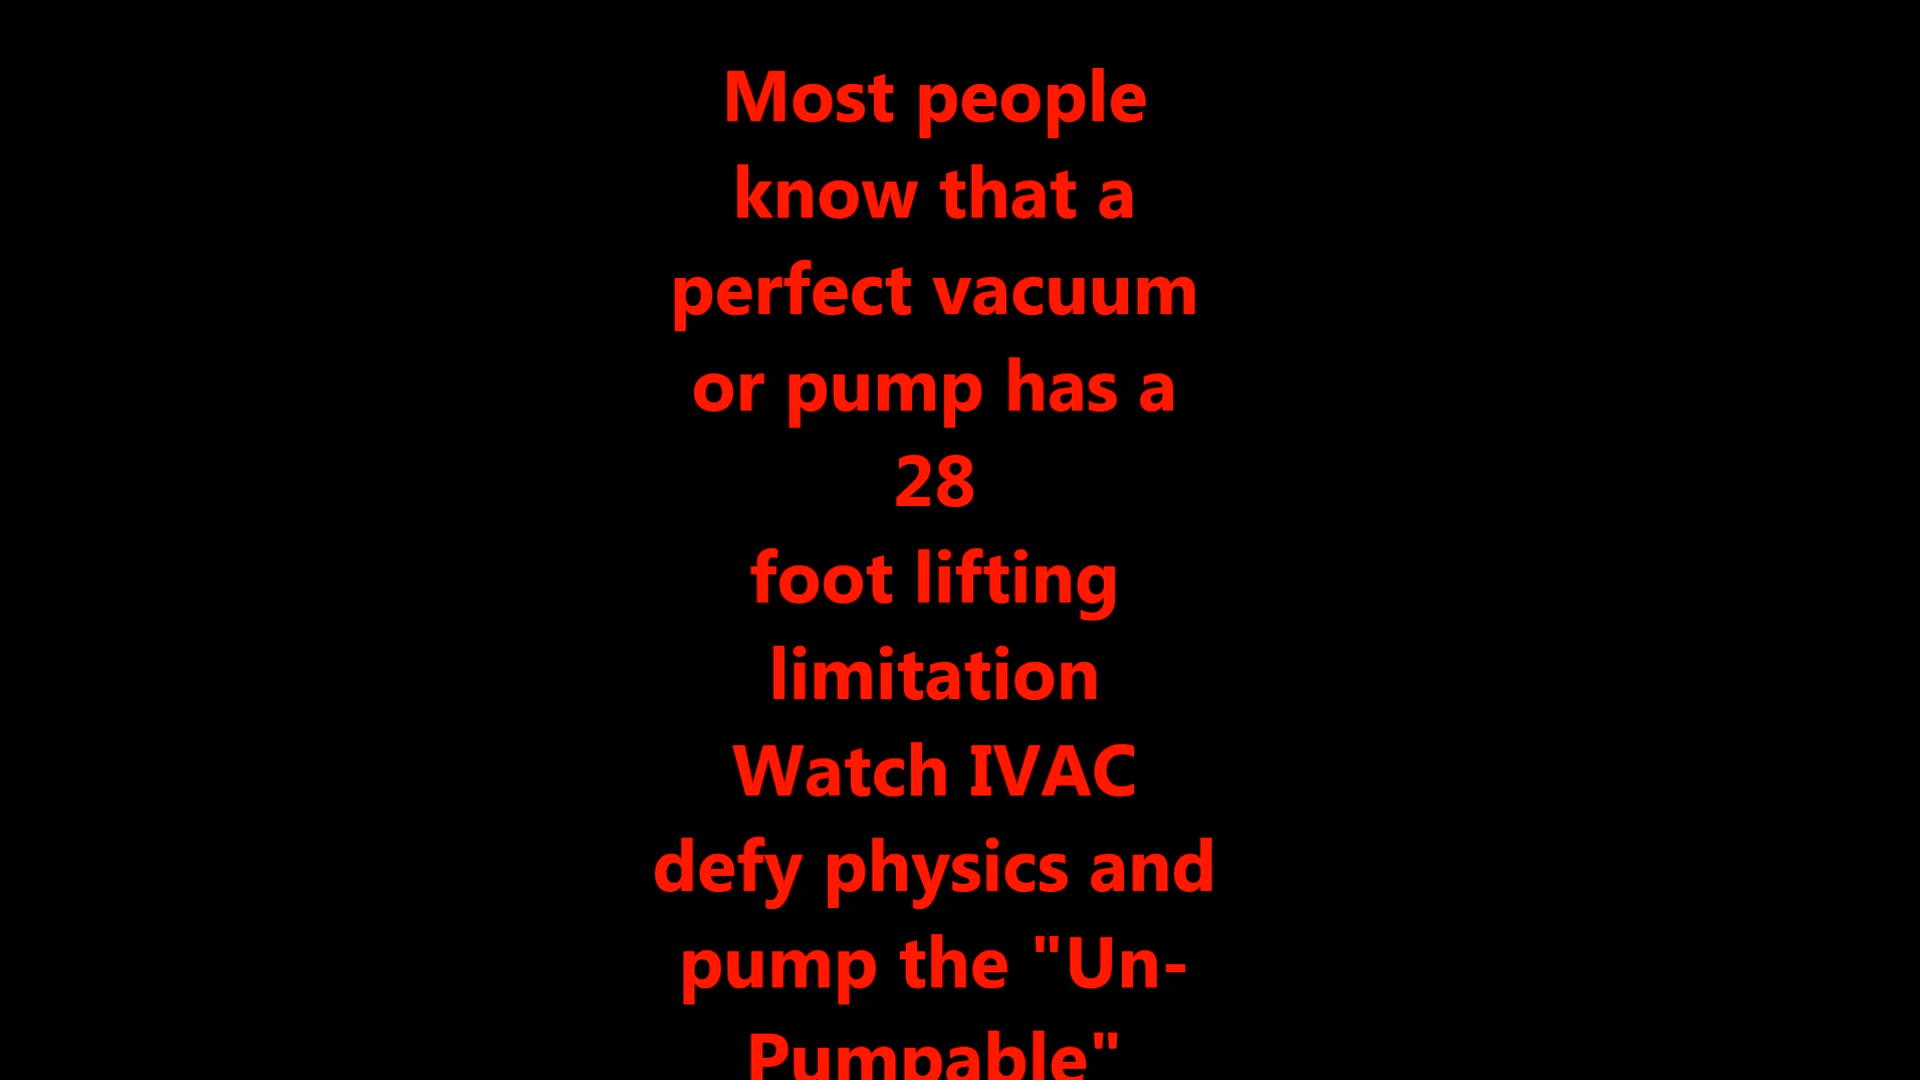 Most people
know that a
perfect vacuum
or pump has a
28
foot lifting
limitation
Watch IVAC
defy physics and
pump the "Un-
Pumpable"